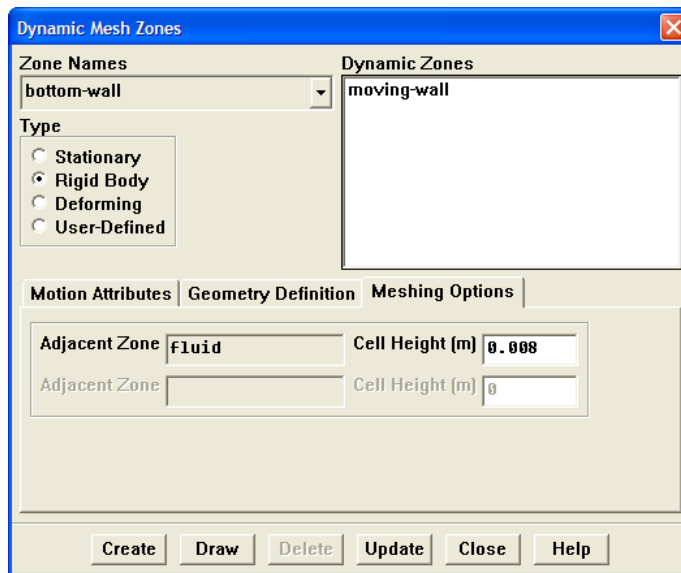 Dynamic Mesh Zones
Zone Names
bottom-wall
Type
Stationary
Rigid Body
Deforming
User-Defined
Dynamic Zones
moving-wall
Motion Attributes Geometry Definition Meshing Options
Adjacent Zone fluid Cell Height (m) 0.008
Adjacent Zone Cell Height (m) 0
Create Draw Delete Update Close Help